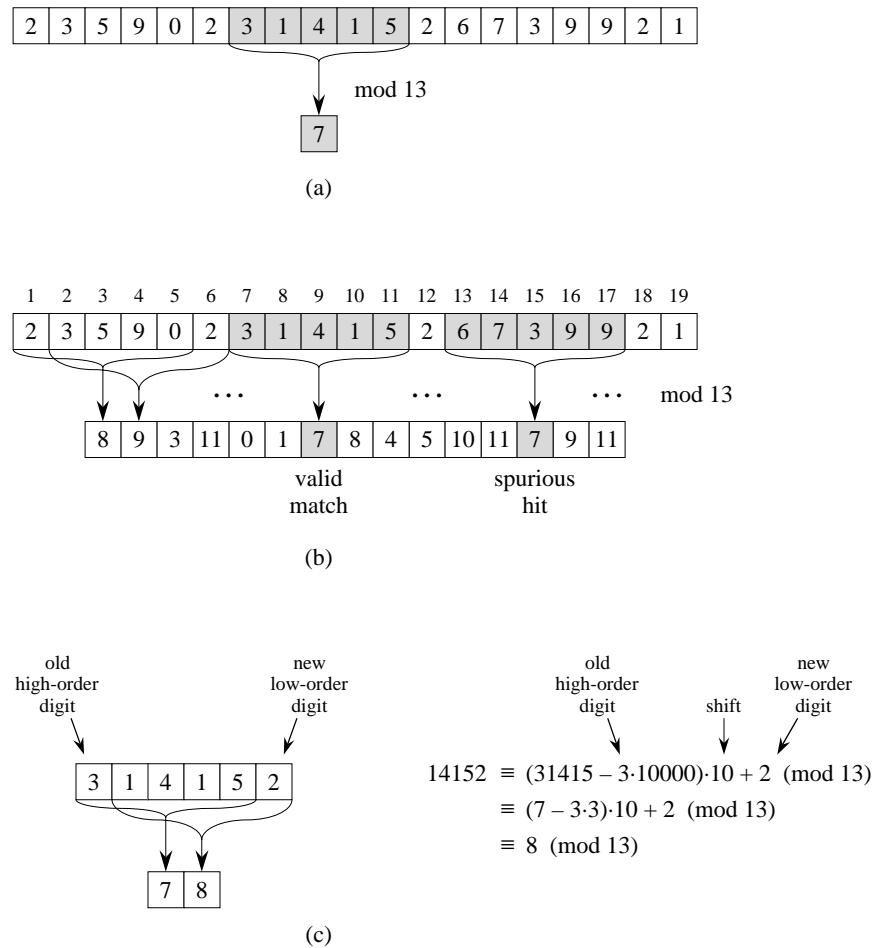 2 3 5 9 0 2 3 1 4 1 5 2 6 7 3 9 9 2 1
mod 13
7
(a)
1 2 3 4 5 6 7 8 9 10 11 12 13 14 15 16 17 18 19
2 3 5 9 0 2 3 1 4 1 5 2 6 7 3 9 9 2 1
… … … mod 13
8 9 3 11 0 1 7 8 4 5 10 11 7 9 11
valid
match
spurious
hit
(b)
old
high-order
digit
new
low-order
digit
3 1 4 1 5 2
7 8
old
high-order
digit
shift
new
low-order
digit
14152 ≡ (31415 – 3·10000)·10 + 2 (mod 13)
≡ (7 – 3·3)·10 + 2 (mod 13)
≡ 8 (mod 13)
(c)